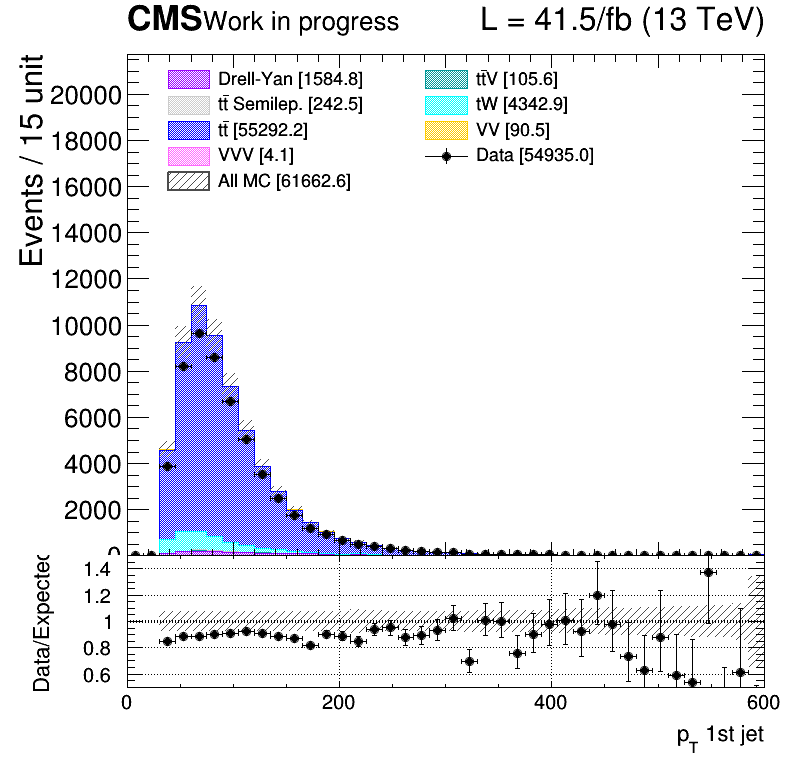 CMS Work in progress L = 41.5/fb (13 TeV)
Events / 15 unit
20000
18000
16000
14000
12000
10000
8000
6000
4000
2000
0
Drell-Yan [1584.8]
tt̄ Semilep. [242.5]
tt̄ [55292.2]
VVV [4.1]
All MC [61662.6]
tt̄V [105.6]
tW [4342.9]
VV [90.5]
Data [54935.0]
Data/Expected
1.4
1.2
1
0.8
0.6
0 200 400 600
p_T 1st jet